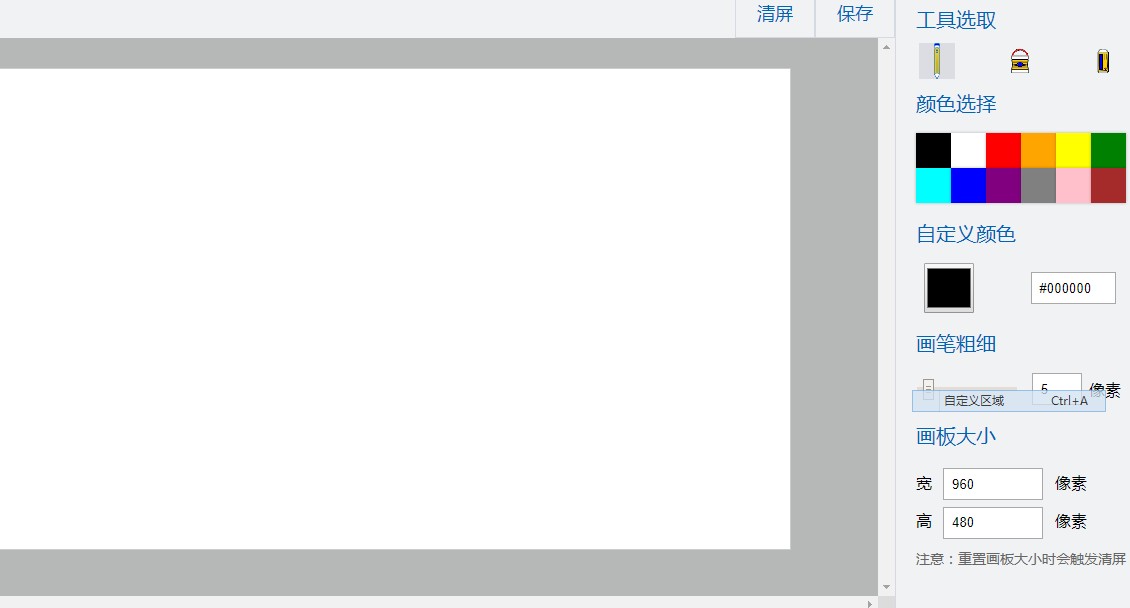 清屏 保存
工具选取
颜色选择
自定义颜色
#000000
画笔粗细
5 像素
自定义区域 Ctrl+A
画板大小
宽 960 像素
高 480 像素
注意：重置画板大小时会触发清屏